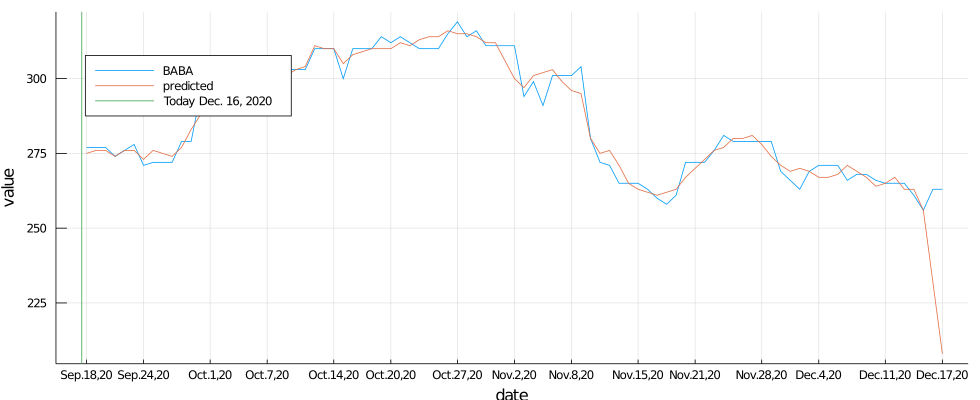 BABA
predicted
Today Dec. 16, 2020
300
275
250
225
value
Sep.18,20 Sep.24,20 Oct.1,20 Oct.7,20 Oct.14,20 Oct.20,20 Oct.27,20 Nov.2,20 Nov.8,20 Nov.15,20 Nov.21,20 Nov.28,20 Dec.4,20 Dec.11,20 Dec.17,20
date